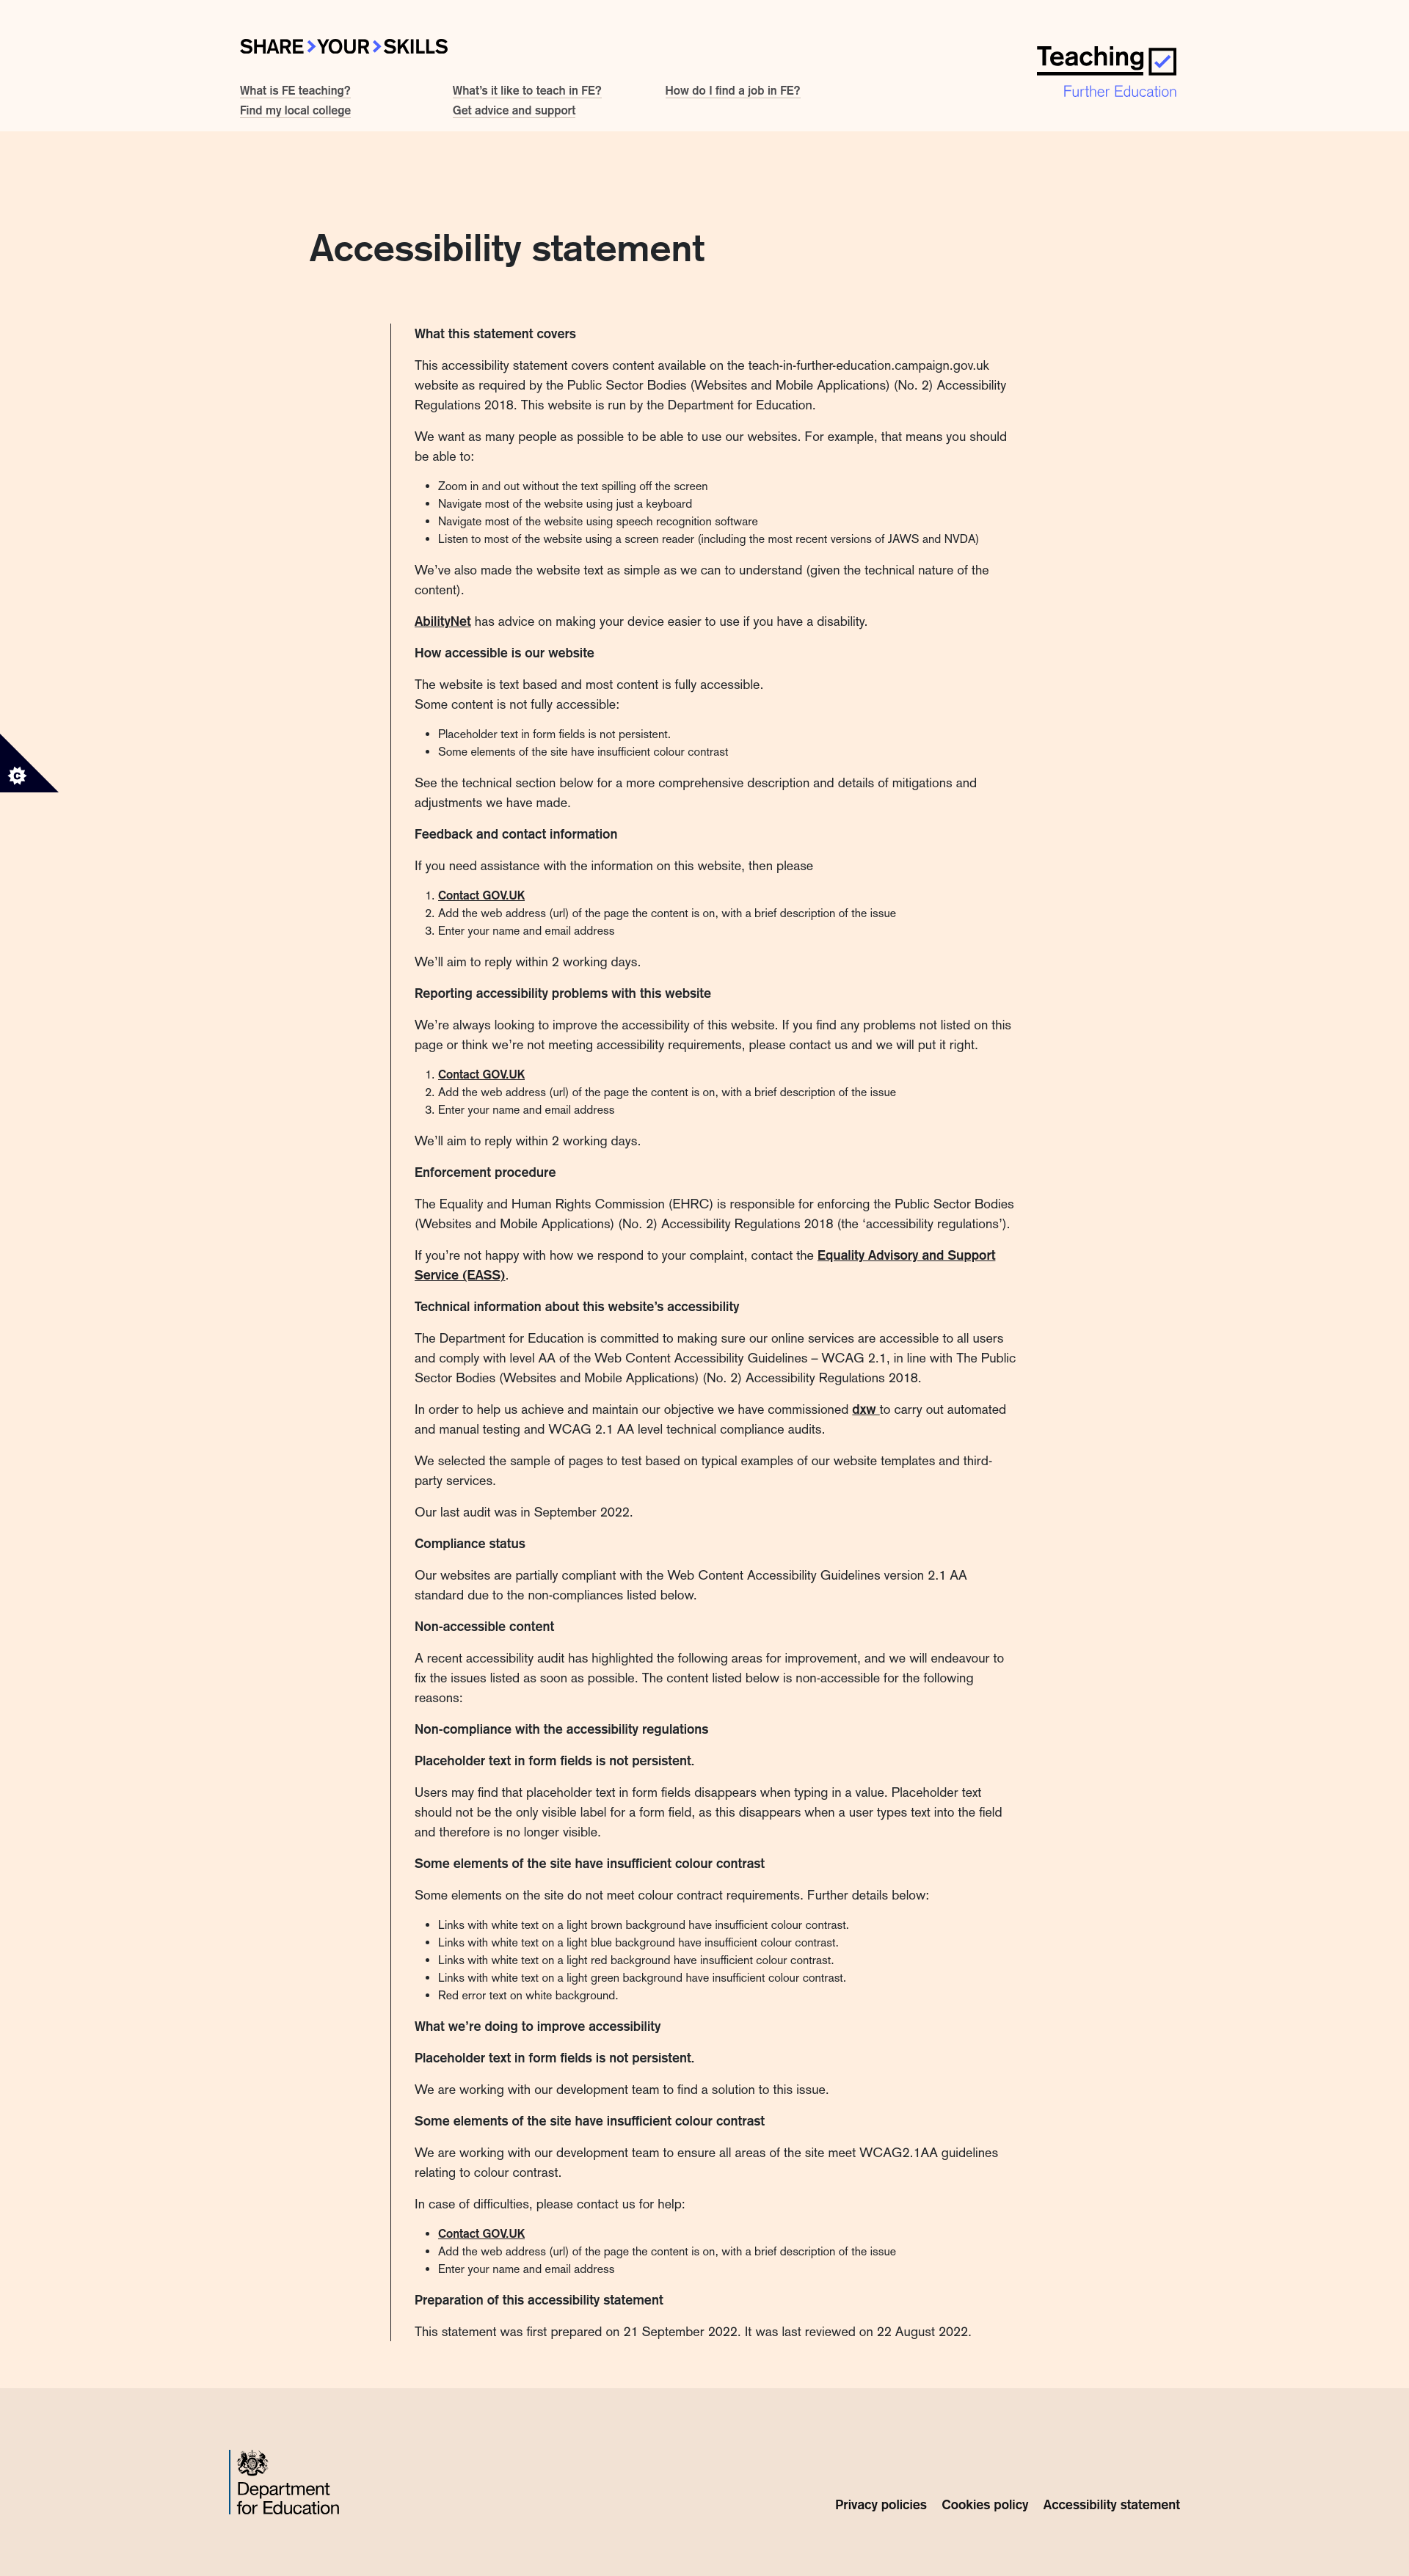 SHARE>YOUR>SKILLS
What is FE teaching?
What's it like to teach in FE?
How do I find a job in FE?
Find my local college
Get advice and support
Teaching
Further Education
Accessibility statement
What this statement covers
This accessibility statement covers content available on the teach-in-further-education.campaign.gov.uk
website as required by the Public Sector Bodies (Websites and Mobile Applications) (No. 2) Accessibility
Regulations 2018. This website is run by the Department for Education.
We want as many people as possible to be able to use our websites. For example, that means you should
be able to:
• Zoom in and out without the text spilling off the screen
• Navigate most of the website using just a keyboard
• Navigate most of the website using speech recognition software
• Listen to most of the website using a screen reader (including the most recent versions of JAWS and NVDA)
We've also made the website text as simple as we can to understand (given the technical nature of the
content).
AbilityNet has advice on making your device easier to use if you have a disability.
How accessible is our website
The website is text based and most content is fully accessible.
Some content is not fully accessible:
• Placeholder text in form fields is not persistent.
• Some elements of the site have insufficient colour contrast
See the technical section below for a more comprehensive description and details of mitigations and
adjustments we have made.
Feedback and contact information
If you need assistance with the information on this website, then please
1. Contact GOV.UK
2. Add the web address (url) of the page the content is on, with a brief description of the issue
3. Enter your name and email address
We'll aim to reply within 2 working days.
Reporting accessibility problems with this website
We're always looking to improve the accessibility of this website. If you find any problems not listed on this
page or think we're not meeting accessibility requirements, please contact us and we will put it right.
1. Contact GOV.UK
2. Add the web address (url) of the page the content is on, with a brief description of the issue
3. Enter your name and email address
We'll aim to reply within 2 working days.
Enforcement procedure
The Equality and Human Rights Commission (EHRC) is responsible for enforcing the Public Sector Bodies
(Websites and Mobile Applications) (No. 2) Accessibility Regulations 2018 (the 'accessibility regulations').
If you're not happy with how we respond to your complaint, contact the Equality Advisory and Support
Service (EASS).
Technical information about this website's accessibility
The Department for Education is committed to making sure our online services are accessible to all users
and comply with level AA of the Web Content Accessibility Guidelines – WCAG 2.1, in line with The Public
Sector Bodies (Websites and Mobile Applications) (No. 2) Accessibility Regulations 2018.
In order to help us achieve and maintain our objective we have commissioned dxw to carry out automated
and manual testing and WCAG 2.1 AA level technical compliance audits.
We selected the sample of pages to test based on typical examples of our website templates and third-
party services.
Our last audit was in September 2022.
Compliance status
Our websites are partially compliant with the Web Content Accessibility Guidelines version 2.1 AA
standard due to the non-compliances listed below.
Non-accessible content
A recent accessibility audit has highlighted the following areas for improvement, and we will endeavour to
fix the issues listed as soon as possible. The content listed below is non-accessible for the following
reasons:
Non-compliance with the accessibility regulations
Placeholder text in form fields is not persistent.
Users may find that placeholder text in form fields disappears when typing in a value. Placeholder text
should not be the only visible label for a form field, as this disappears when a user types text into the field
and therefore is no longer visible.
Some elements of the site have insufficient colour contrast
Some elements on the site do not meet colour contract requirements. Further details below:
• Links with white text on a light brown background have insufficient colour contrast.
• Links with white text on a light blue background have insufficient colour contrast.
• Links with white text on a light red background have insufficient colour contrast.
• Links with white text on a light green background have insufficient colour contrast.
• Red error text on white background.
What we're doing to improve accessibility
Placeholder text in form fields is not persistent.
We are working with our development team to find a solution to this issue.
Some elements of the site have insufficient colour contrast
We are working with our development team to ensure all areas of the site meet WCAG2.1AA guidelines
relating to colour contrast.
In case of difficulties, please contact us for help:
• Contact GOV.UK
• Add the web address (url) of the page the content is on, with a brief description of the issue
• Enter your name and email address
Preparation of this accessibility statement
This statement was first prepared on 21 September 2022. It was last reviewed on 22 August 2022.
Department
for Education
Privacy policies
Cookies policy
Accessibility statement